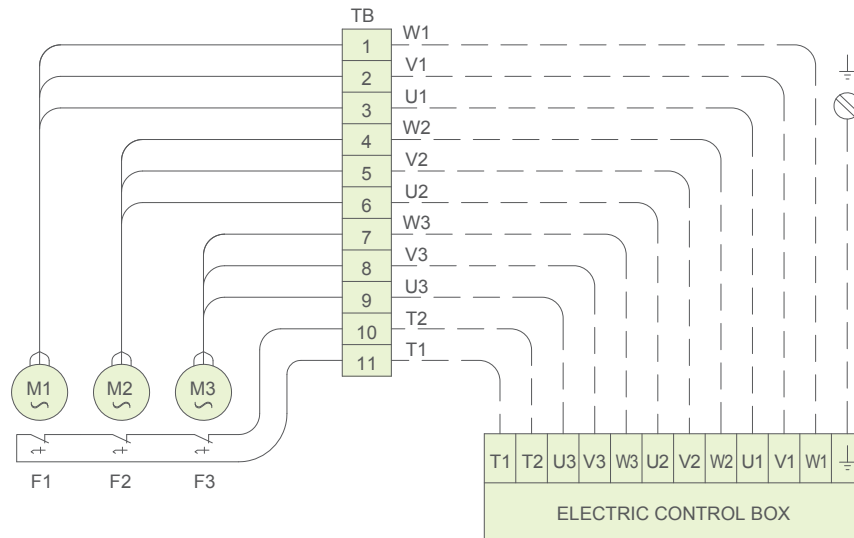 TB
1 W1
2 V1
3 U1
4 W2
5 V2
6 U2
7 W3
8 V3
9 U3
10 T2
11 T1
M1 M2 M3
F1 F2 F3
T1 T2 U3 V3 W3 U2 V2 W2 U1 V1 W1
ELECTRIC CONTROL BOX